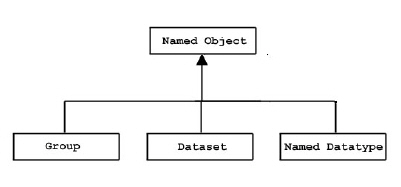 Named Object
Group
Dataset
Named Datatype